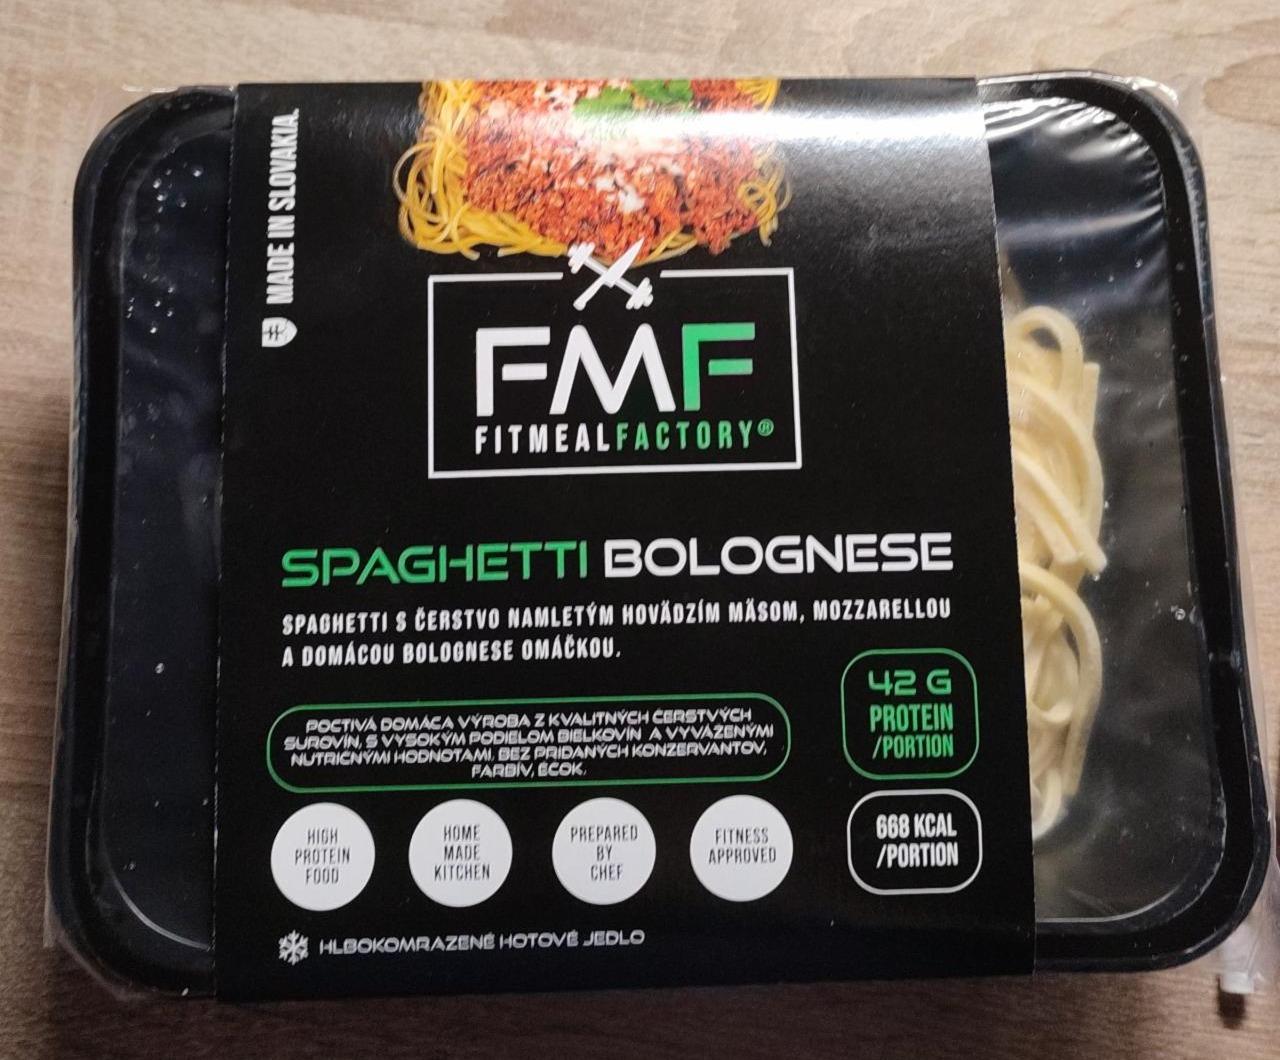 MADE IN SLOVAKIA.
FMF
FITMEALFACTORY®
SPAGHETTI BOLOGNESE
SPAGHETTI S ČERSTVO NAMLETÝM HOVÄDZÍM MÄSOM, MOZZARELLOU
A DOMÁCOU BOLOGNESE OMÁČKOU.
POCTIVÁ DOMÁCA VÝROBA Z KVALITNÝCH ČERSTVÝCH
SUROVÍN, S VYSOKÝM PODIELOM BIELKOVÍN A VYVÁŽENÝMI
NUTRIČNÝMI HODNOTAMI, BEZ PRIDANÝCH KONZERVANTOV,
FARBÍV, ÉČOK.
42 G
PROTEIN
/PORTION
668 KCAL
/PORTION
HIGH
PROTEIN
FOOD
HOME
MADE
KITCHEN
PREPARED
BY
CHEF
FITNESS
APPROVED
HLBOKOMRAZENÉ HOTOVÉ JEDLO